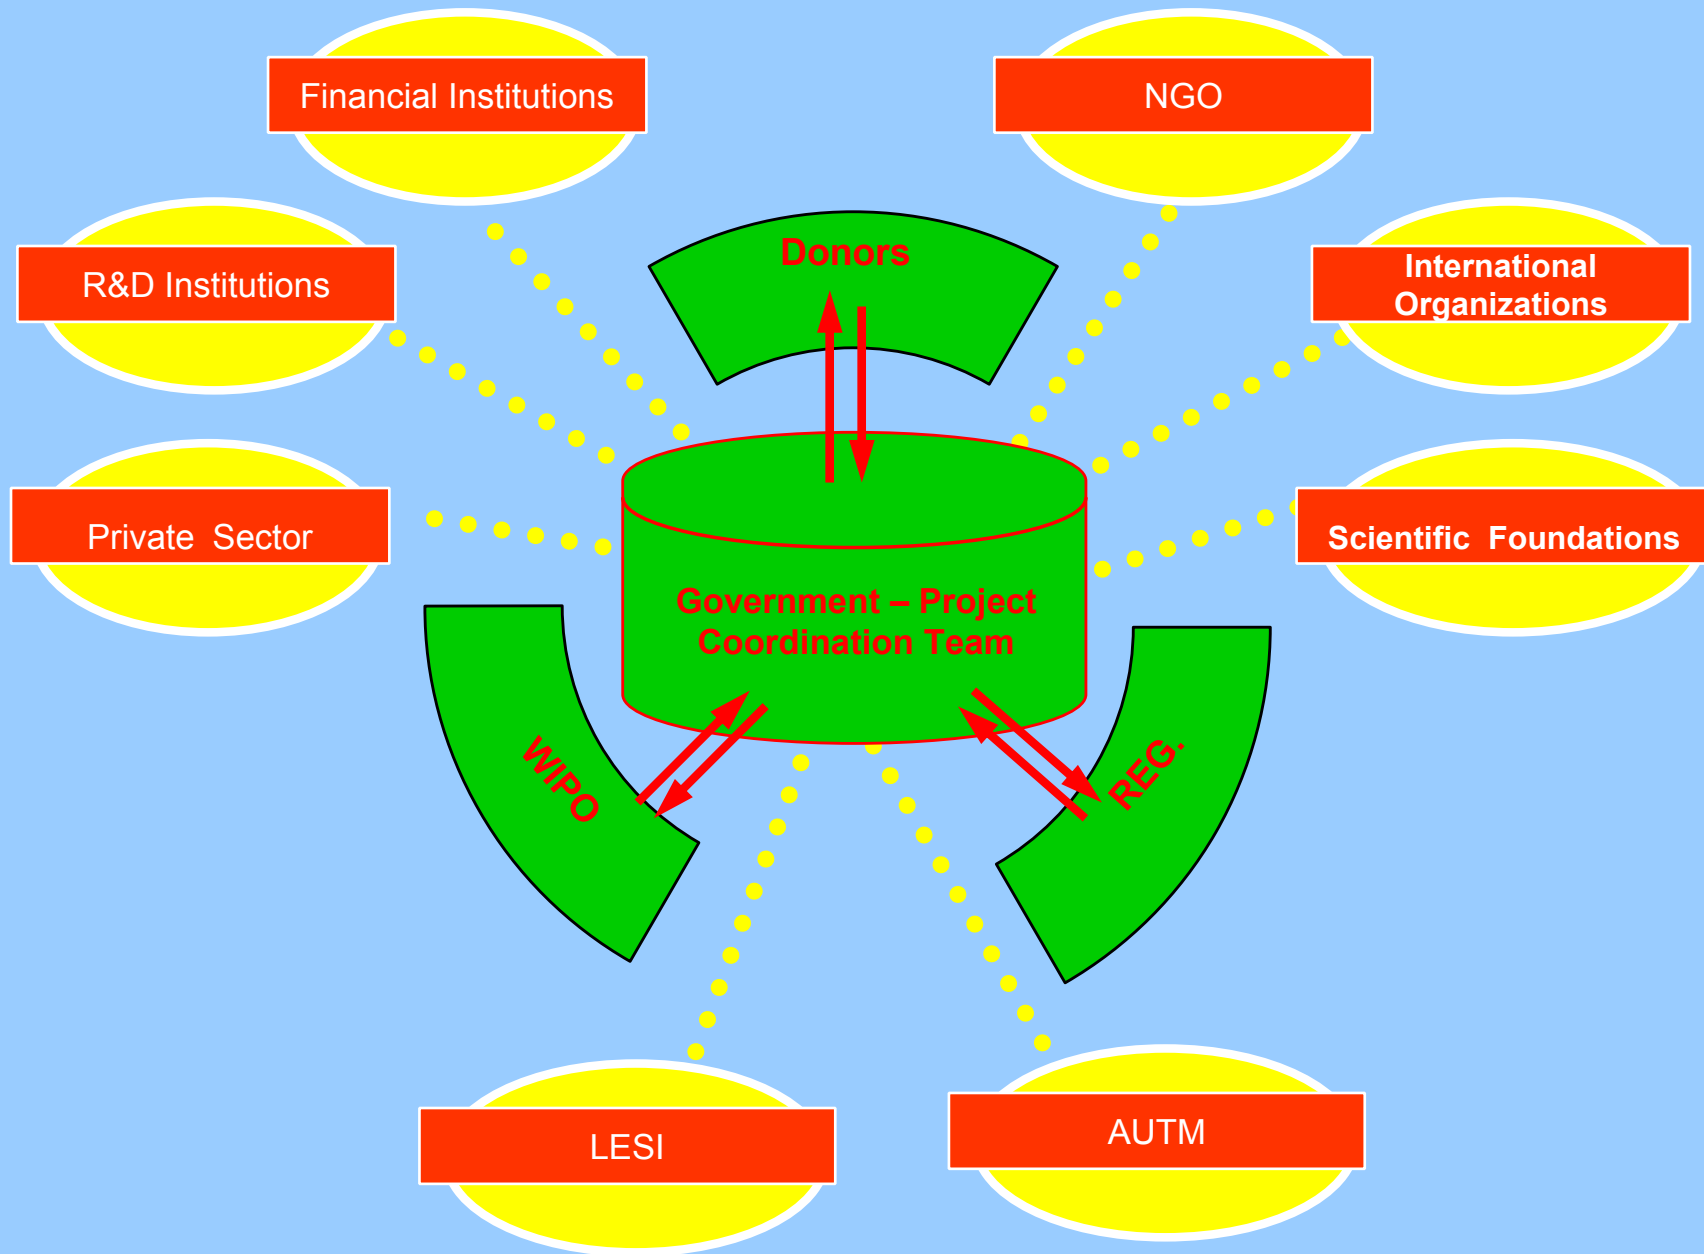 Financial Institutions
NGO
Donors
R&D Institutions
International
Organizations
Private  Sector
Scientific  Foundations
Government – Project
Coordination Team
WIPO
REG.
LESI
AUTM